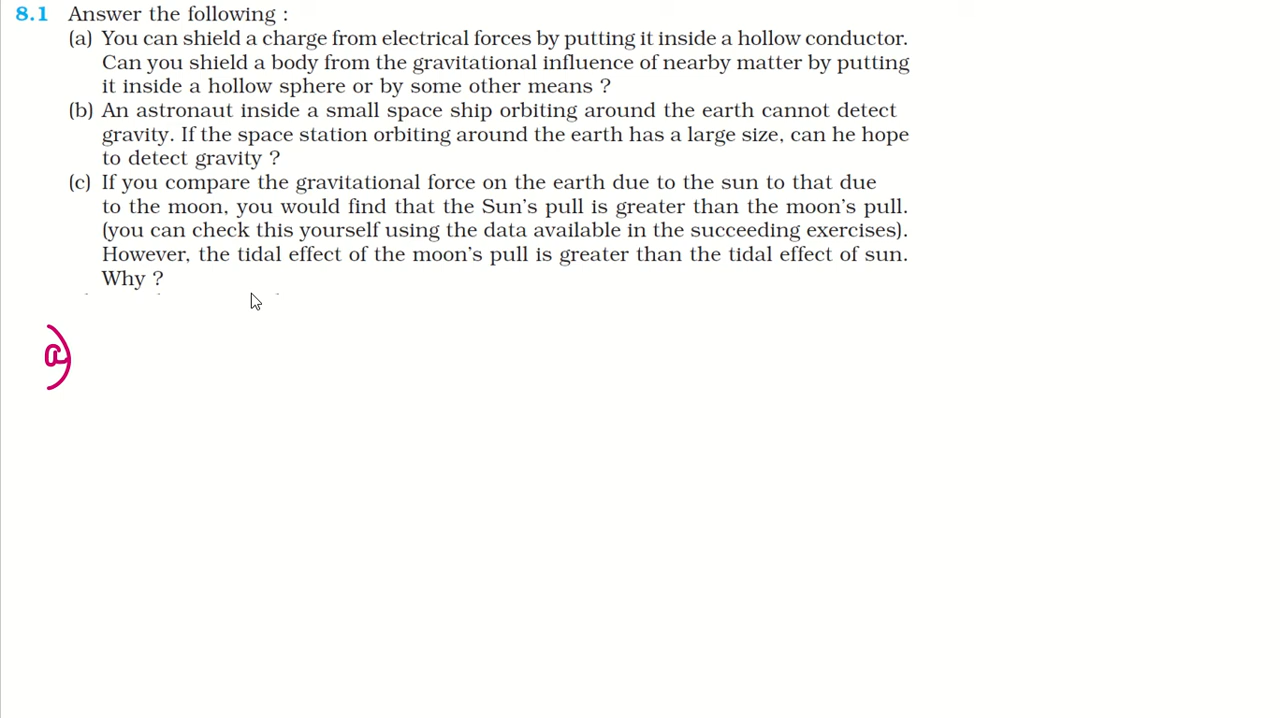 8.1 Answer the following :
(a) You can shield a charge from electrical forces by putting it inside a hollow conductor.
Can you shield a body from the gravitational influence of nearby matter by putting
it inside a hollow sphere or by some other means ?
(b) An astronaut inside a small space ship orbiting around the earth cannot detect
gravity. If the space station orbiting around the earth has a large size, can he hope
to detect gravity ?
(c) If you compare the gravitational force on the earth due to the sun to that due
to the moon, you would find that the Sun's pull is greater than the moon's pull.
(you can check this yourself using the data available in the succeeding exercises).
However, the tidal effect of the moon's pull is greater than the tidal effect of sun.
Why ?
a)